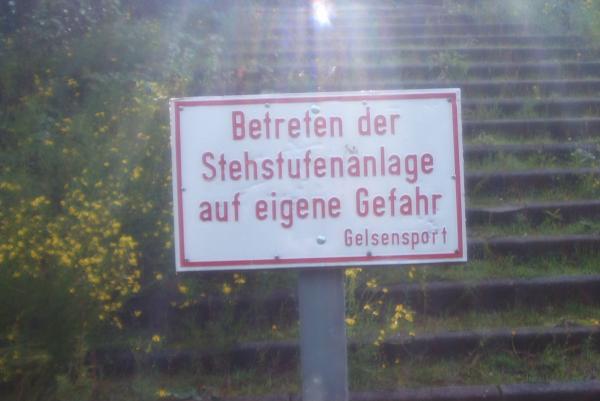 Betreten der
Stehstufenanlage
auf eigene Gefahr
Gelsensport